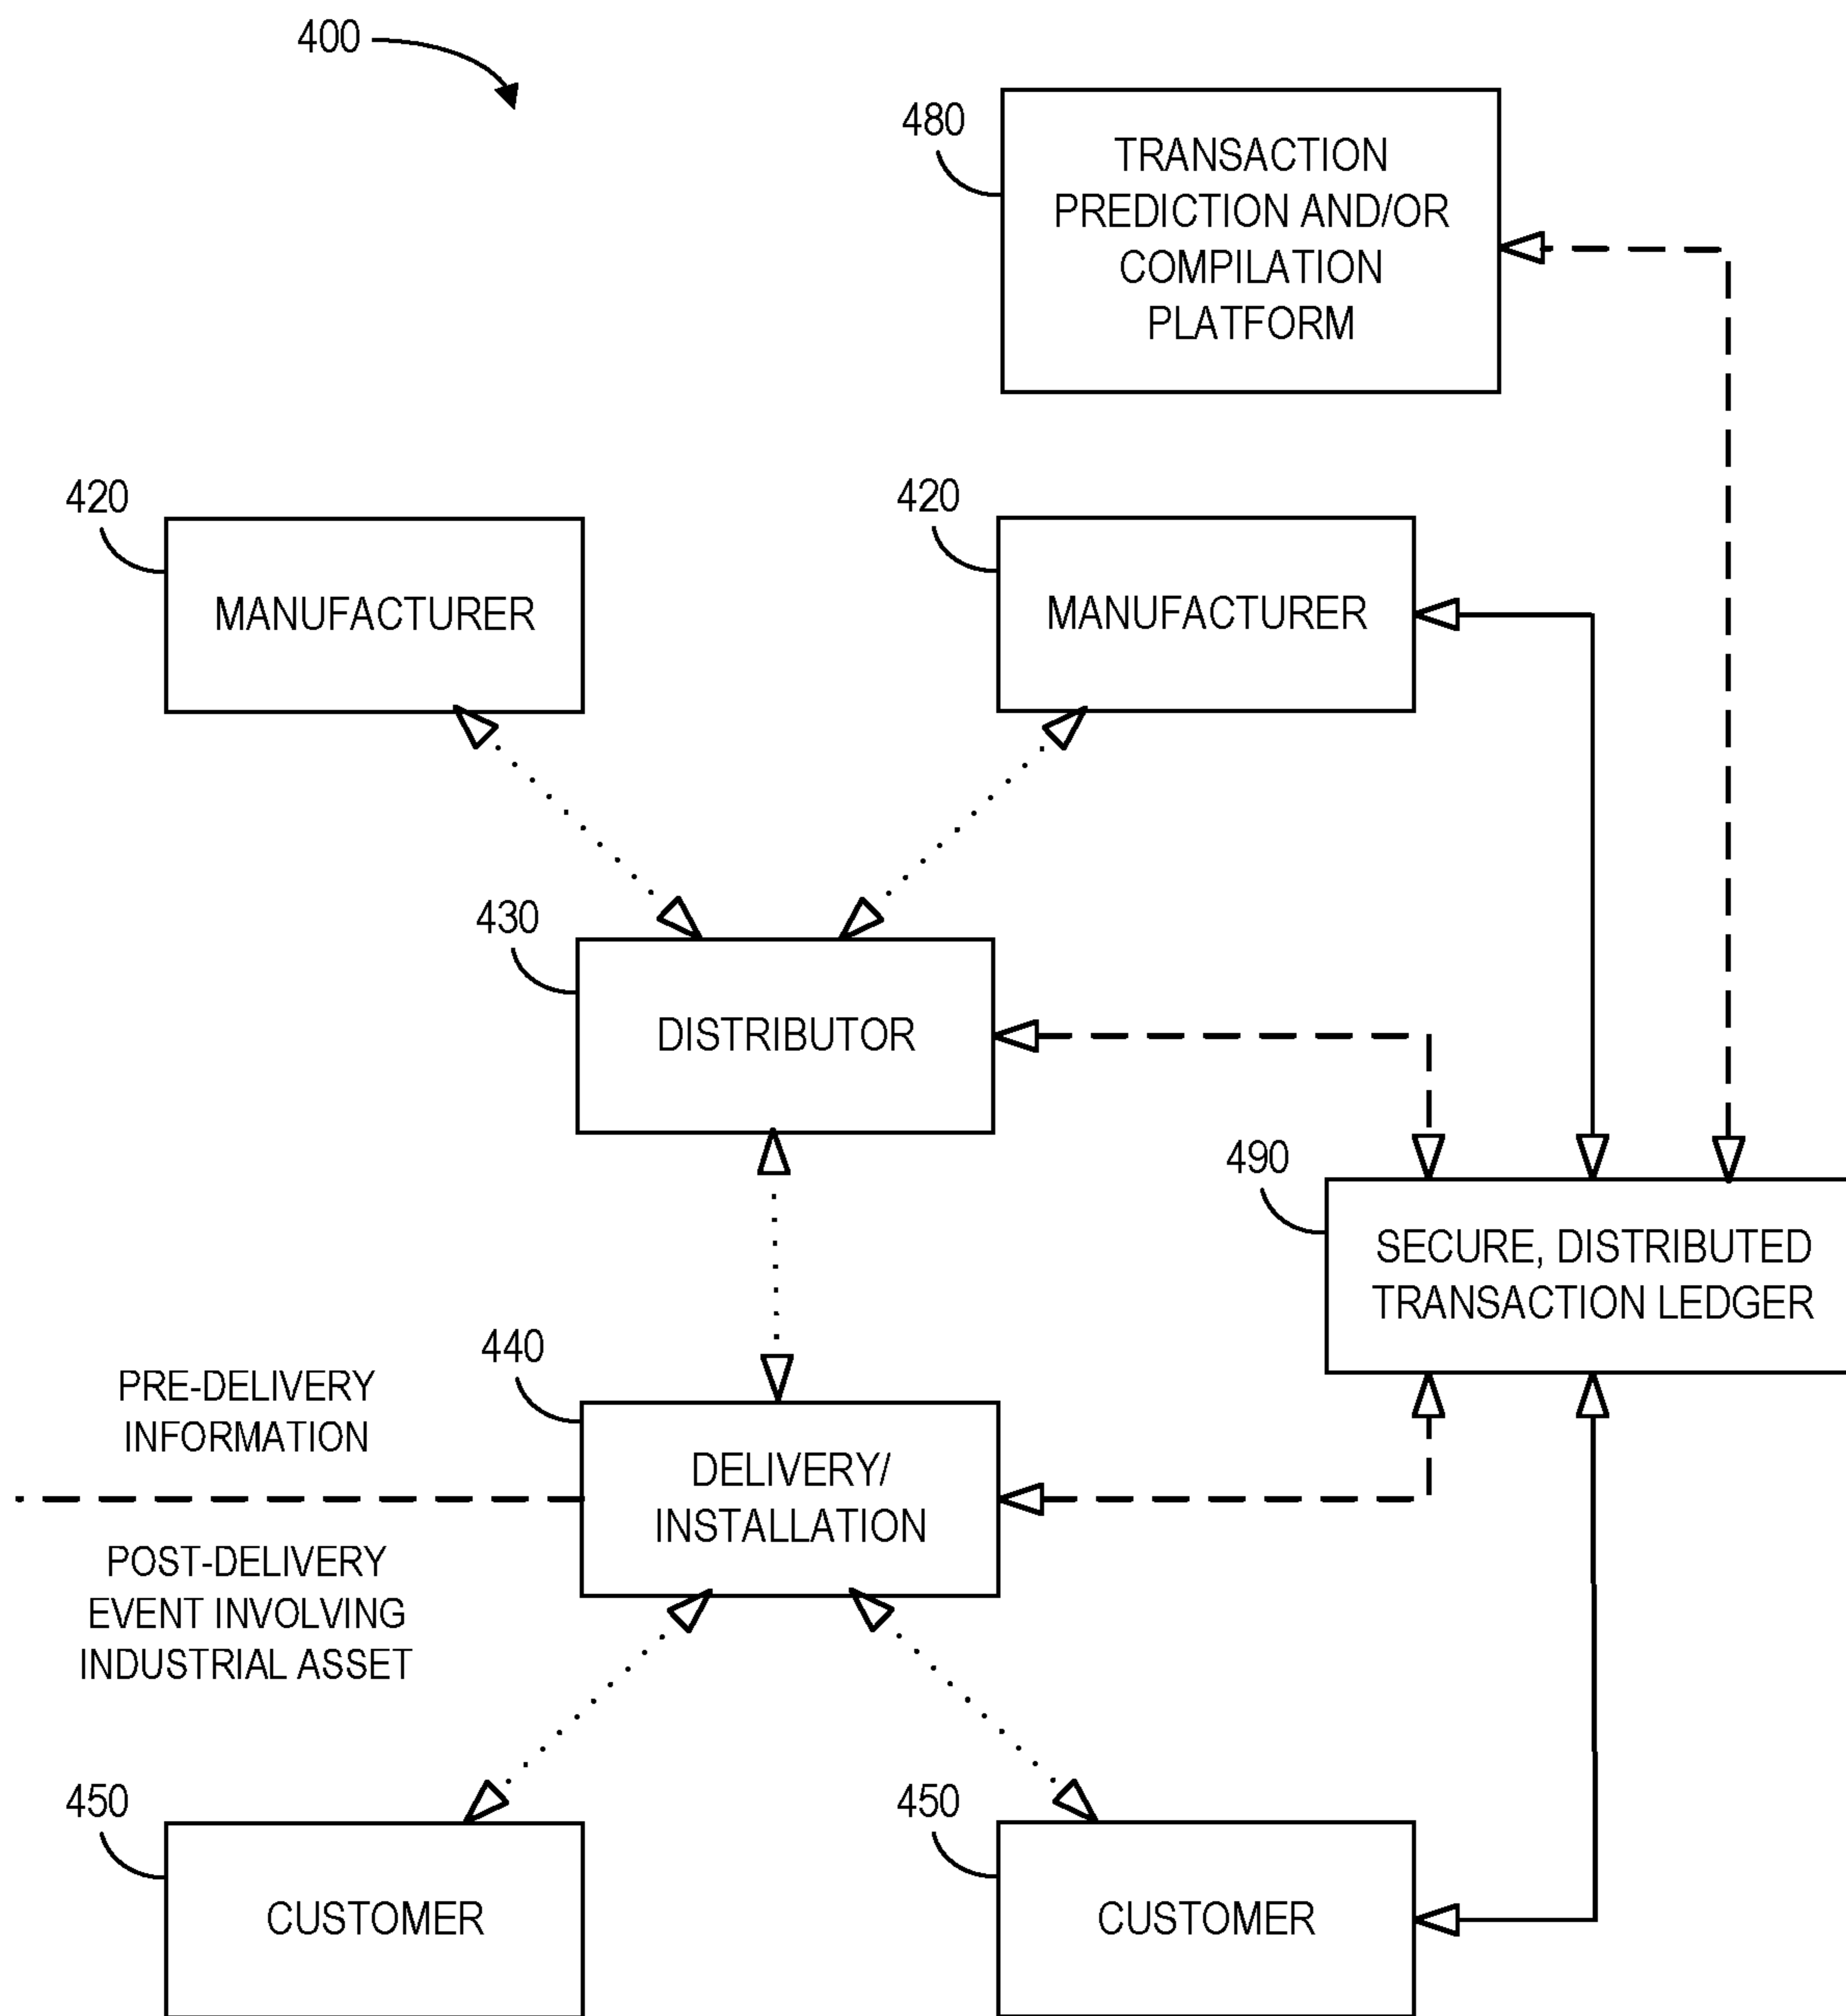 400
480
TRANSACTION
PREDICTION AND/OR
COMPILATION
PLATFORM
420
MANUFACTURER
420
MANUFACTURER
430
DISTRIBUTOR
490
SECURE, DISTRIBUTED
TRANSACTION LEDGER
440
DELIVERY/
INSTALLATION
PRE-DELIVERY
INFORMATION
POST-DELIVERY
EVENT INVOLVING
INDUSTRIAL ASSET
450
CUSTOMER
450
CUSTOMER